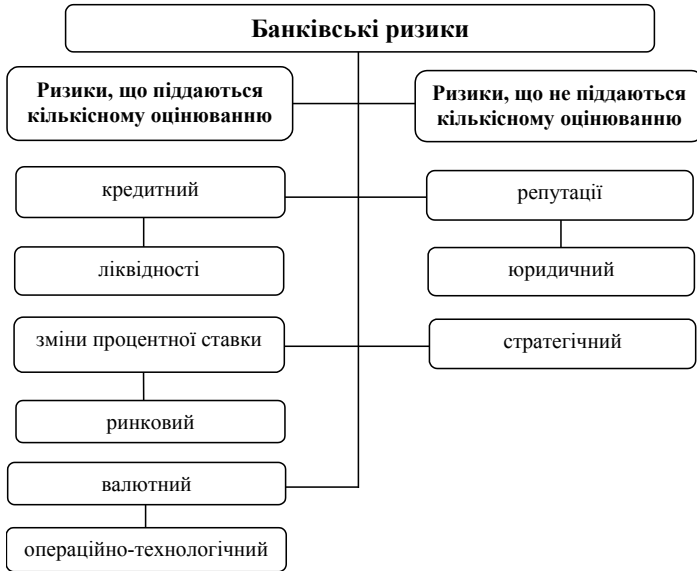 Банківські ризики
Ризики, що піддаються
кількісному оцінюванню
Ризики, що не піддаються
кількісному оцінюванню
кредитний
репутації
ліквідності
юридичний
зміни процентної ставки
стратегічний
ринковий
валютний
операційно-технологічний